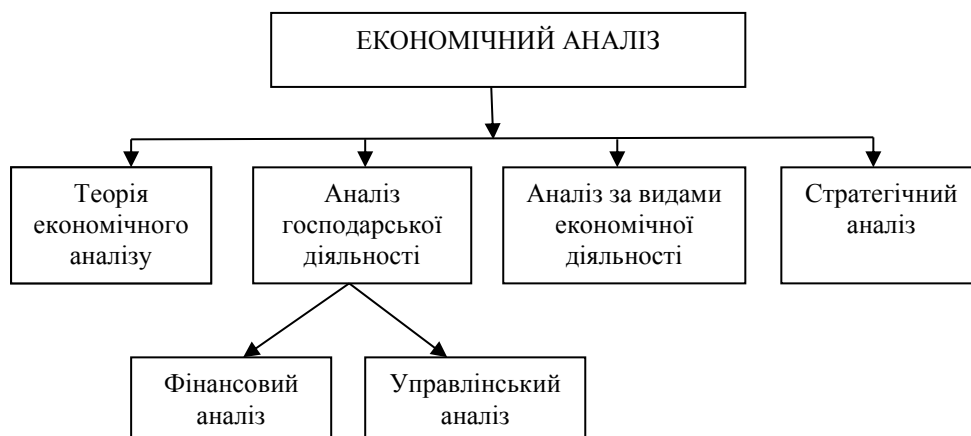 ЕКОНОМІЧНИЙ АНАЛІЗ
Теорія
економічного
аналізу
Аналіз
господарської
діяльності
Аналіз за видами
економічної
діяльності
Стратегічний
аналіз
Фінансовий
аналіз
Управлінський
аналіз